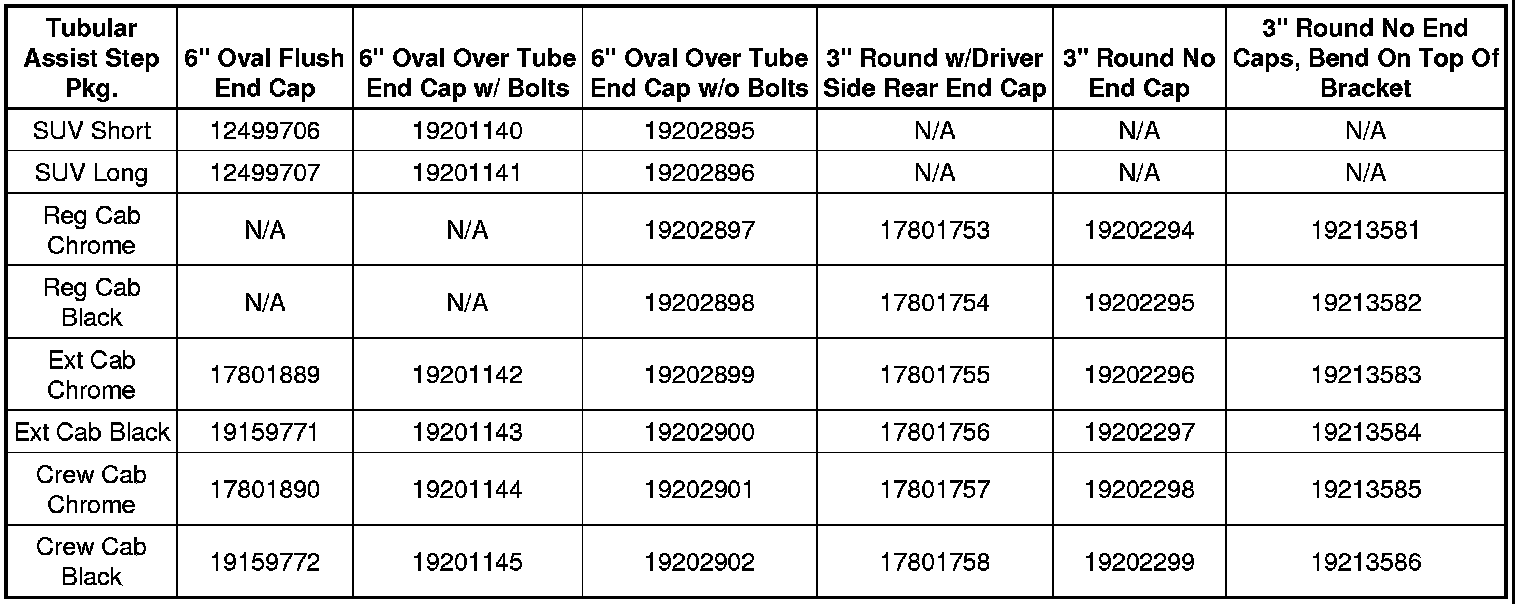 Tubular Assist Step Pkg. 6" Oval Flush End Cap 6" Oval Over Tube End Cap w/ Bolts 6" Oval Over Tube End Cap w/o Bolts 3" Round w/Driver Side Rear End Cap 3" Round No End Cap 3" Round No End Caps, Bend On Top Of Bracket
SUV Short 12499706 19201140 19202895 N/A N/A N/A
SUV Long 12499707 19201141 19202896 N/A N/A N/A
Reg Cab Chrome N/A N/A 19202897 17801753 19202294 19213581
Reg Cab Black N/A N/A 19202898 17801754 19202295 19213582
Ext Cab Chrome 17801889 19201142 19202899 17801755 19202296 19213583
Ext Cab Black 19159771 19201143 19202900 17801756 19202297 19213584
Crew Cab Chrome 17801890 19201144 19202901 17801757 19202298 19213585
Crew Cab Black 19159772 19201145 19202902 17801758 19202299 19213586